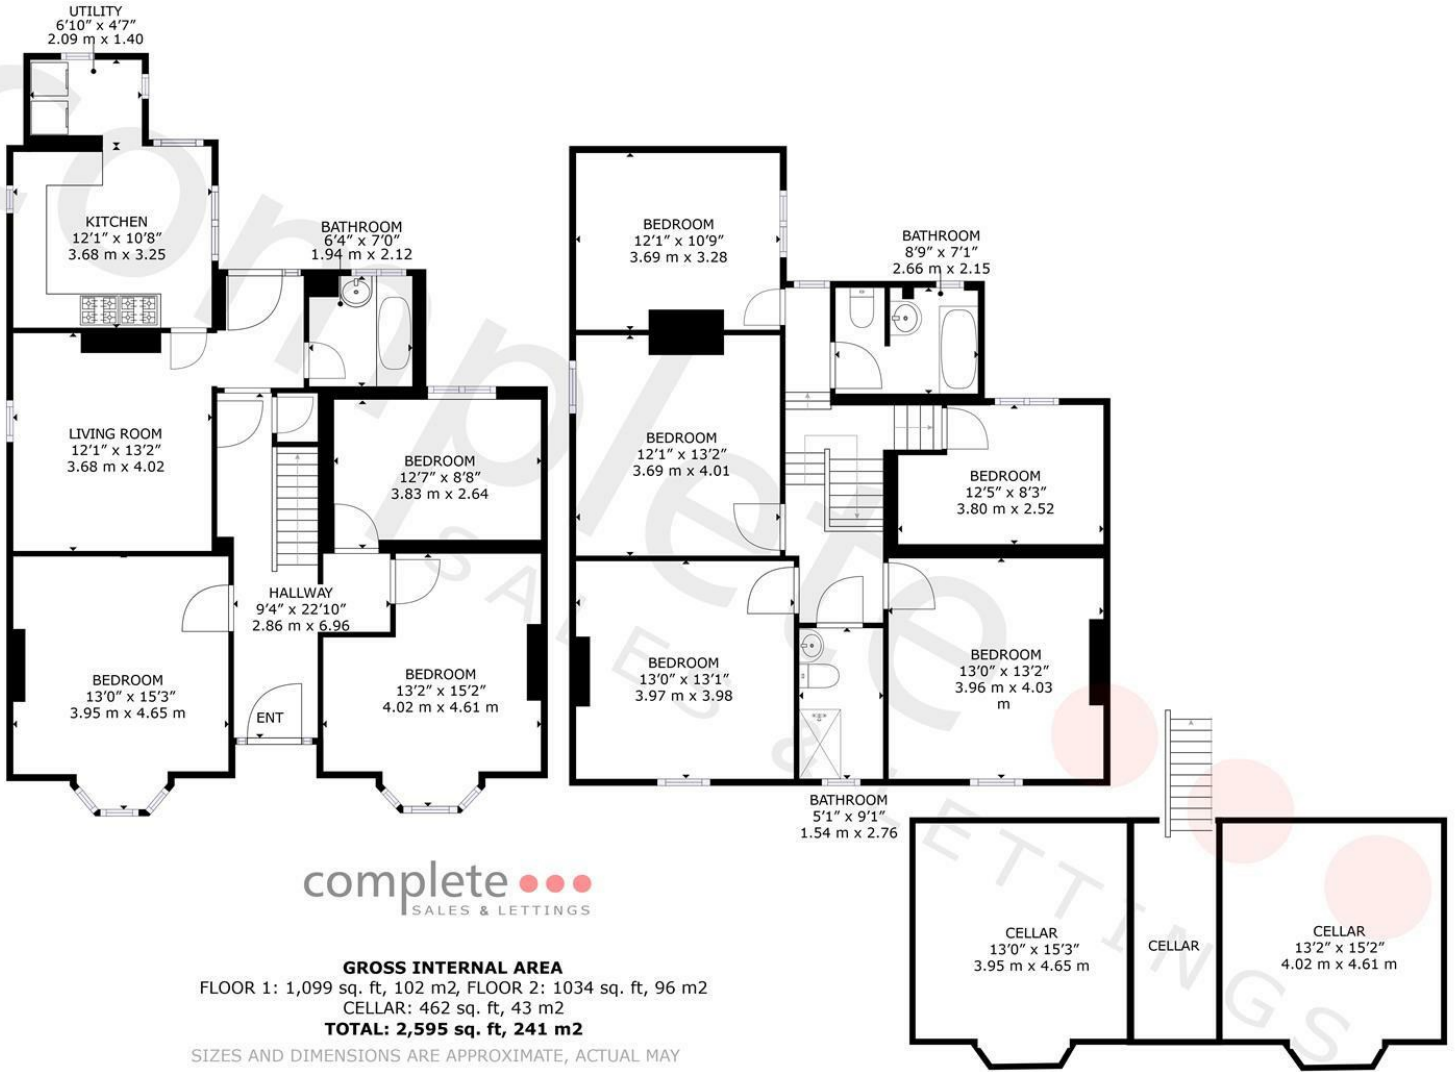 UTILITY
6'10" x 4'7"
2.09 m x 1.40
KITCHEN
12'1" x 10'8"
3.68 m x 3.25
BATHROOM
6'4" x 7'0"
1.94 m x 2.12
LIVING ROOM
12'1" x 13'2"
3.68 m x 4.02
BEDROOM
12'7" x 8'8"
3.83 m x 2.64
HALLWAY
9'4" x 22'10"
2.86 m x 6.96
BEDROOM
13'0" x 15'3"
3.95 m x 4.65 m
ENT
BEDROOM
13'2" x 15'2"
4.02 m x 4.61 m
BEDROOM
12'1" x 10'9"
3.69 m x 3.28
BATHROOM
8'9" x 7'1"
2.66 m x 2.15
BEDROOM
12'1" x 13'2"
3.69 m x 4.01
BEDROOM
12'5" x 8'3"
3.80 m x 2.52
BEDROOM
13'0" x 13'1"
3.97 m x 3.98
BEDROOM
13'0" x 13'2"
3.96 m x 4.03
m
BATHROOM
5'1" x 9'1"
1.54 m x 2.76
CELLAR
13'0" x 15'3"
3.95 m x 4.65 m
CELLAR
CELLAR
13'2" x 15'2"
4.02 m x 4.61 m
complete
SALES & LETTINGS
complete
SALES & LETTINGS
GROSS INTERNAL AREA
FLOOR 1: 1,099 sq. ft, 102 m2, FLOOR 2: 1034 sq. ft, 96 m2
CELLAR: 462 sq. ft, 43 m2
TOTAL: 2,595 sq. ft, 241 m2
SIZES AND DIMENSIONS ARE APPROXIMATE, ACTUAL MAY